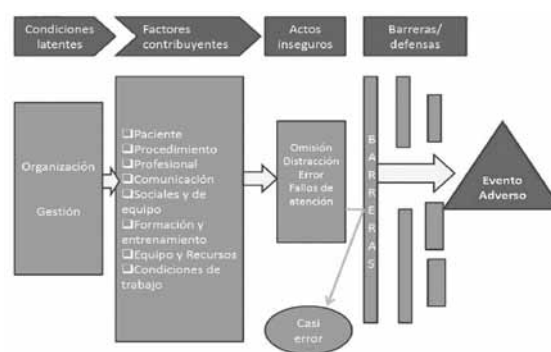 Condiciones
latentes
Factores
contribuyentes
Actos
inseguros
Barreras/
defensas
Organización
Gestión
❑Paciente
❑Procedimiento
❑Profesional
❑Comunicación
❑Sociales y de
equipo
❑Formación y
entrenamiento
❑Equipo y Recursos
❑Condiciones de
trabajo
Omisión
Distracción
Error
Fallos de
atención
BARRERAS
Evento
Adverso
Casi
error